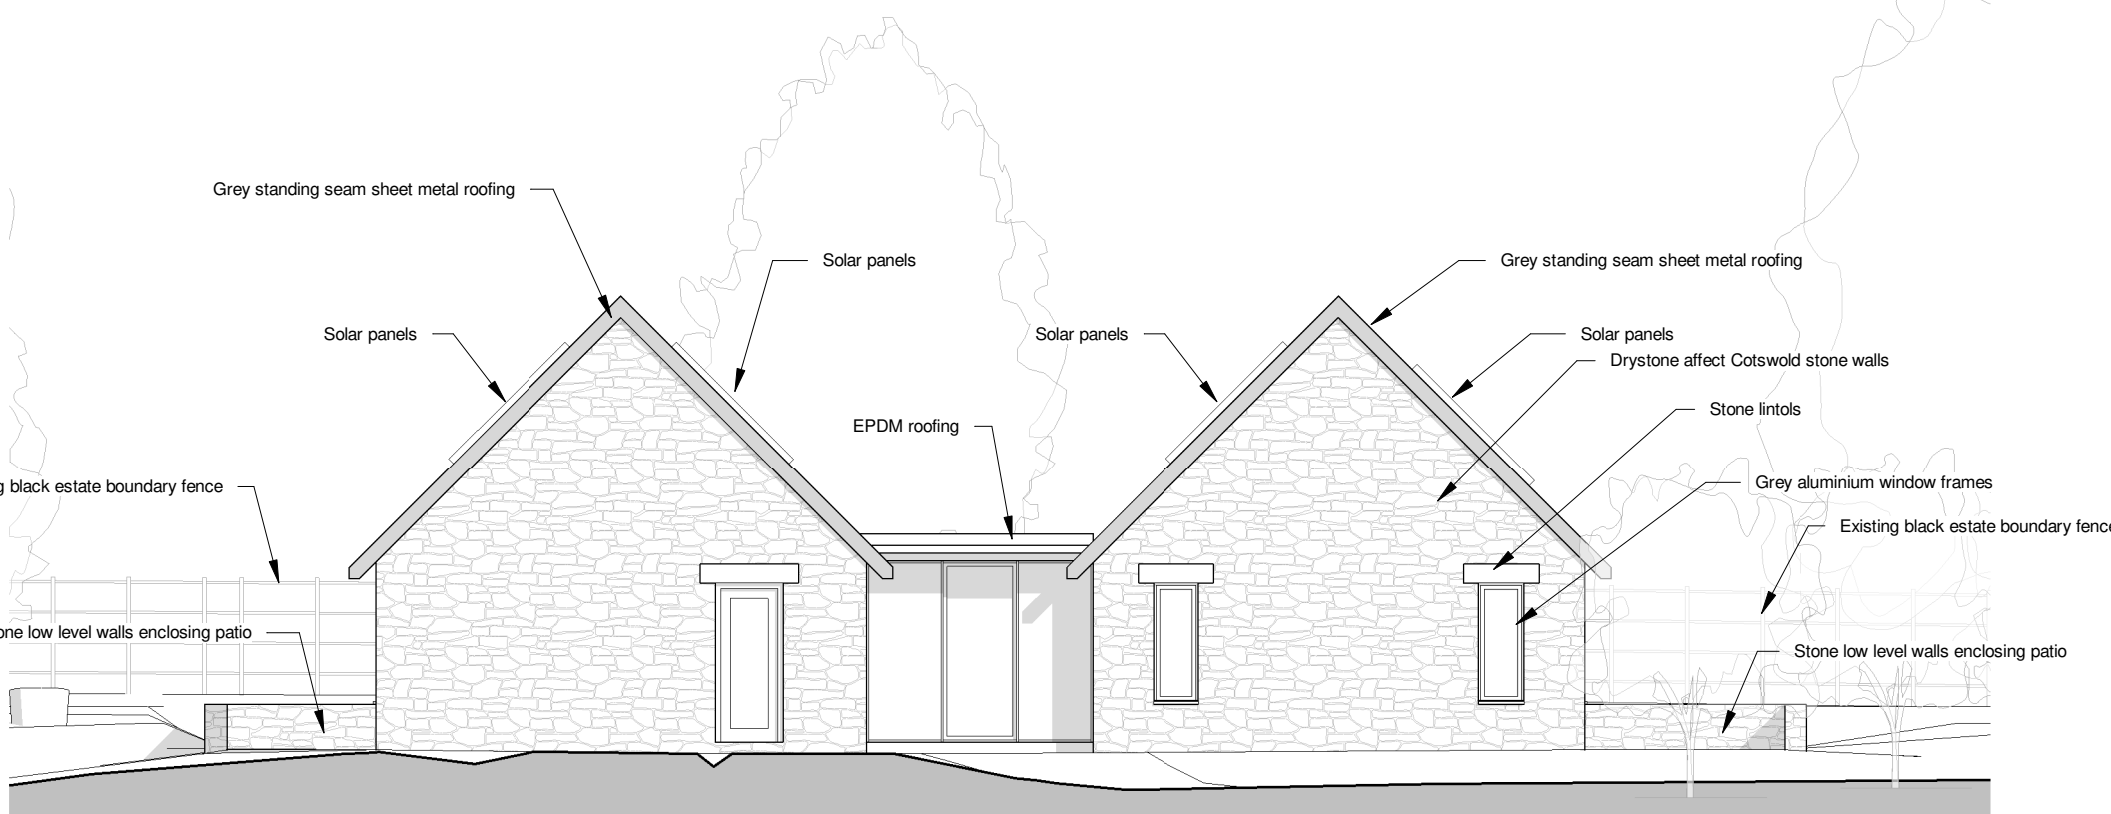 Grey standing seam sheet metal roofing
Solar panels
Grey standing seam sheet metal roofing
Solar panels
Solar panels
Solar panels
Drystone affect Cotswold stone walls
Stone lintols
EPDM roofing
Grey aluminium window frames
g black estate boundary fence
Existing black estate boundary fence
one low level walls enclosing patio
Stone low level walls enclosing patio